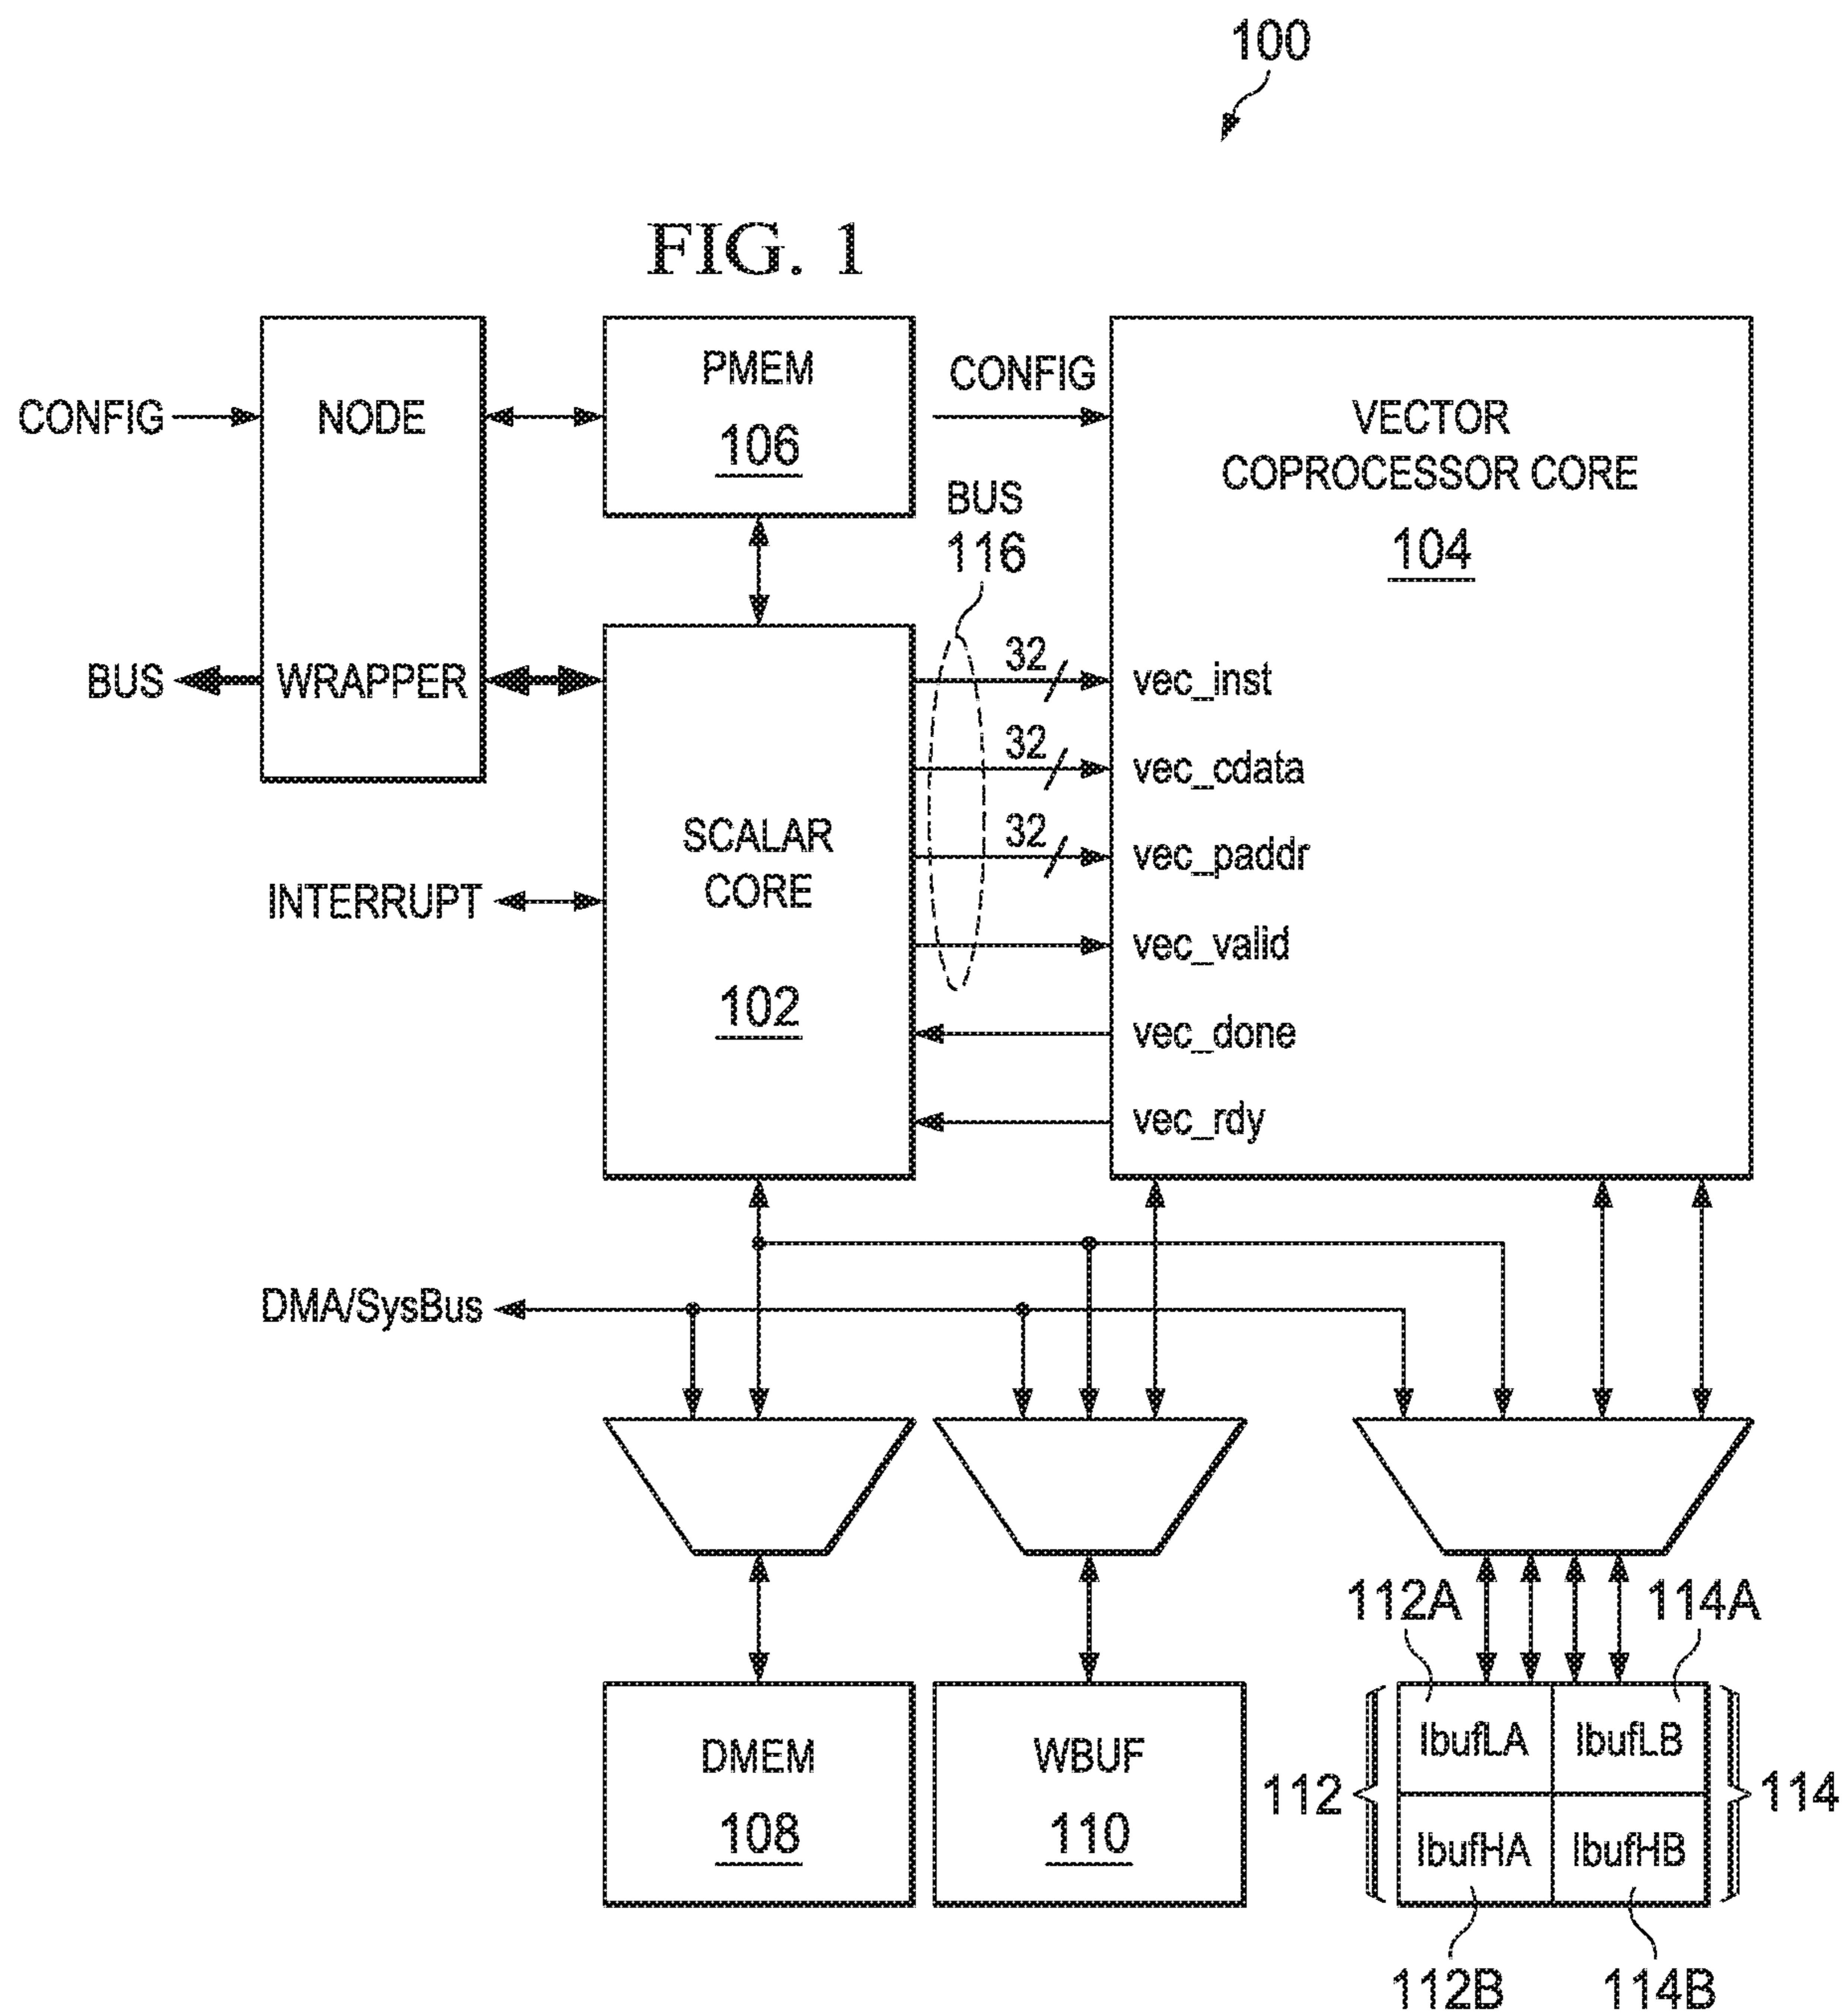 100
FIG. 1
CONFIG
NODE
WRAPPER
BUS
PMEM
106
CONFIG
BUS
116
VECTOR
COPROCESSOR CORE
104
SCALAR
CORE
102
INTERRUPT
32
vec_inst
32
vec_cdata
32
vec_paddr
vec_valid
vec_done
vec_rdy
DMA/SysBus
DMEM
108
WBUF
110
112A
114A
112
IbufLA
IbufLB
IbufHA
IbufHB
114
112B
114B